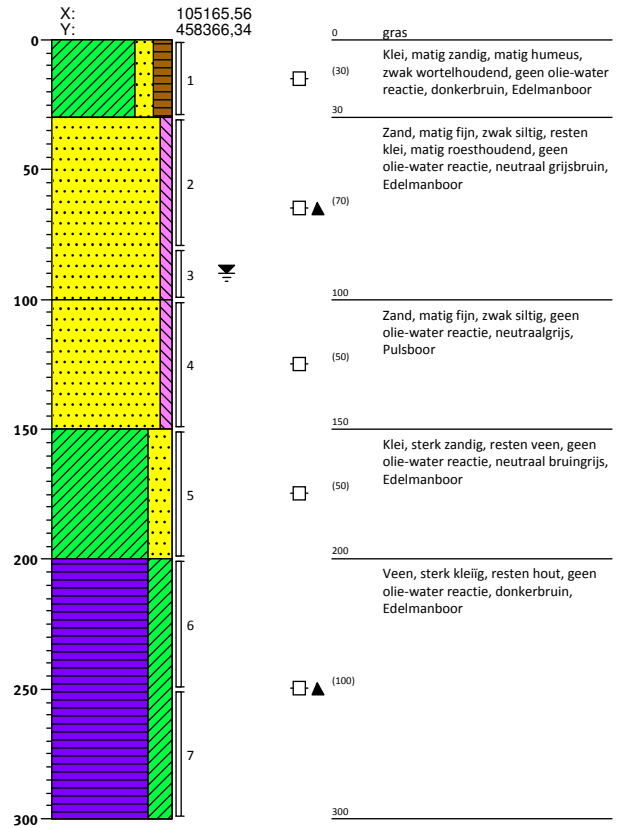 X: 105165.56
Y: 458366,34
0
50
100
150
200
250
300
1
2
3
4
5
6
7
0 gras
(30)
Klei, matig zandig, matig humeus,
zwak wortelhoudend, geen olie-water
reactie, donkerbruin, Edelmanboor
30
Zand, matig fijn, zwak siltig, resten
klei, matig roesthoudend, geen
olie-water reactie, neutraal grijsbruin,
Edelmanboor
(70)
100
Zand, matig fijn, zwak siltig, geen
olie-water reactie, neutraalgrijs,
Pulsboor
(50)
150
Klei, sterk zandig, resten veen, geen
olie-water reactie, neutraal bruingrijs,
Edelmanboor
(50)
200
Veen, sterk kleiïg, resten hout, geen
olie-water reactie, donkerbruin,
Edelmanboor
(100)
300